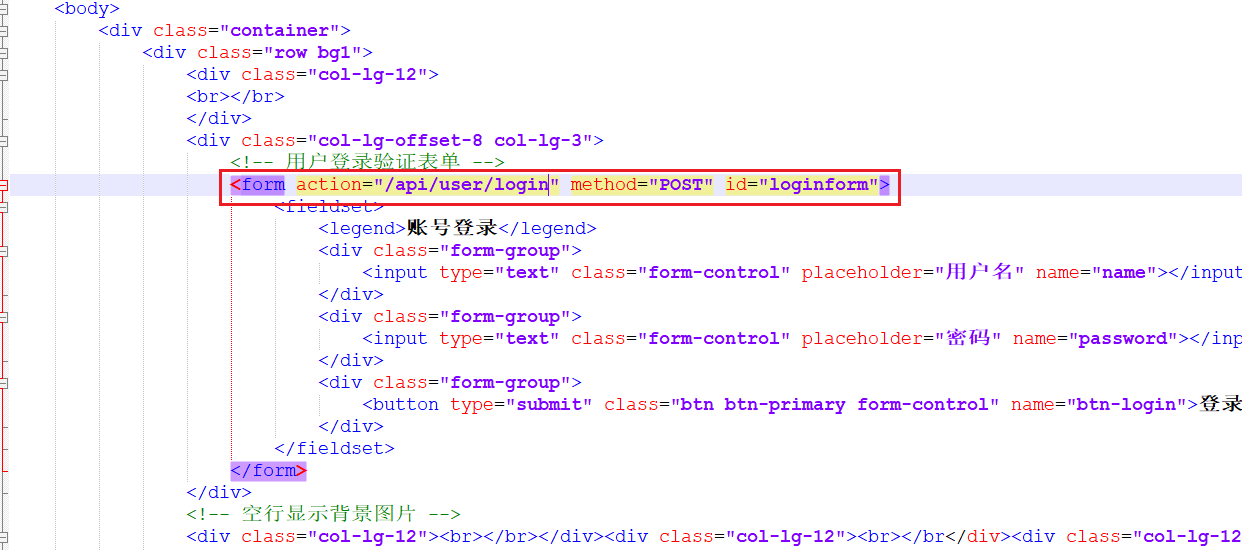 <body>
<div class="container">
<div class="row bg1">
<div class="col-lg-12">
<br></br>
</div>
<div class="col-lg-offset-8 col-lg-3">
<!-- 用户登录验证表单 -->
<form action="/api/user/login" method="POST" id="loginform">
<fieldset>
<legend>账号登录</legend>
<div class="form-group">
<input type="text" class="form-control" placeholder="用户名" name="name"></input
</div>
<div class="form-group">
<input type="text" class="form-control" placeholder="密码" name="password"></inp
</div>
<div class="form-group">
<button type="submit" class="btn btn-primary form-control" name="btn-login">登录
</div>
</fieldset>
</form>
</div>
<!-- 空行显示背景图片 -->
<div class="col-lg-12"><br></br></div><div class="col-lg-12"><br></br</div><div class="col-lg-12